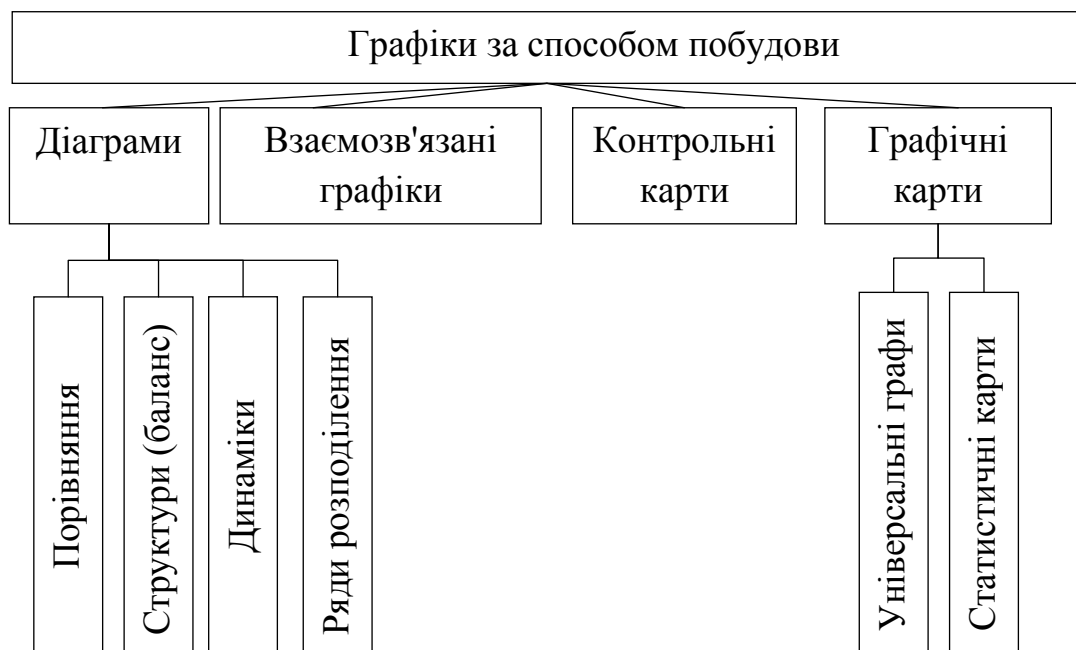 Графіки за способом побудови
Діаграми
Взаємозв'язані
графіки
Контрольні
карти
Графічні
карти
Порівняння
Структури (баланс)
Динаміки
Ряди розподілення
Універсальні графи
Статистичні карти